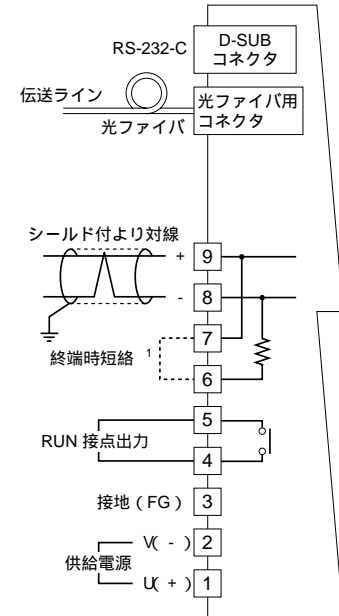 RS-232-C
D-SUB
コネクタ
伝送ライン
光ファイバ
光ファイバ用
コネクタ
シールド付より対線
+ 9
- 8
7
終端時短絡 1
6
5
RUN 接点出力
4
接地 ( FG ) 3
V( - ) 2
供給電源
U( + ) 1